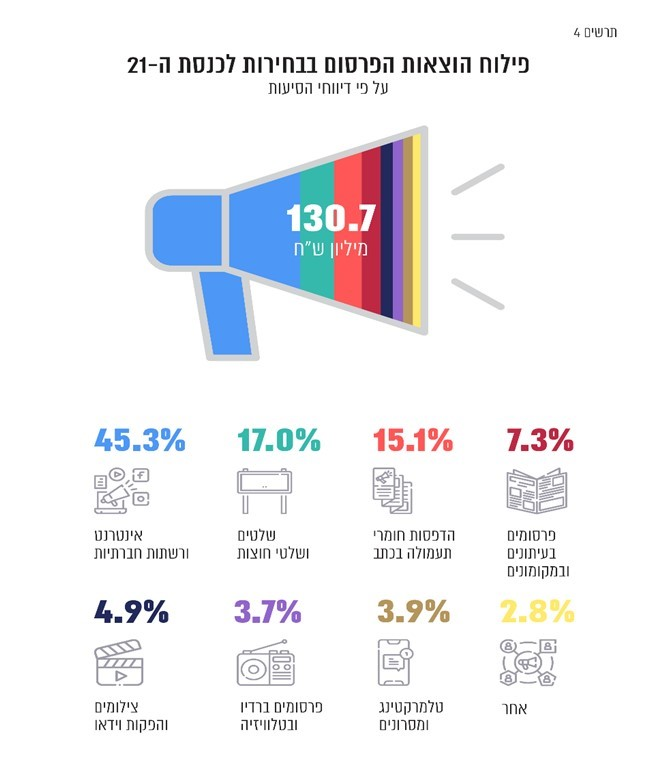 תרשים 4
פילוח הוצאות הפרסום בבחירות לכנסת ה-21
על פי דיווחי הסיעות
130.7
מיליון ש"ח
45.3%
אינטרנט
ורשתות חברתיות
17.0%
שלטים
ושלטי חוצות
15.1%
הדפסות חומרי
תעמולה בכתב
7.3%
פרסומים
בעיתונים
ובמקומונים
4.9%
צילומים
והפקות וידאו
3.7%
פרסומים ברדיו
ובטלוויזיה
3.9%
טלמרקטינג
ומסרונים
2.8%
אחר